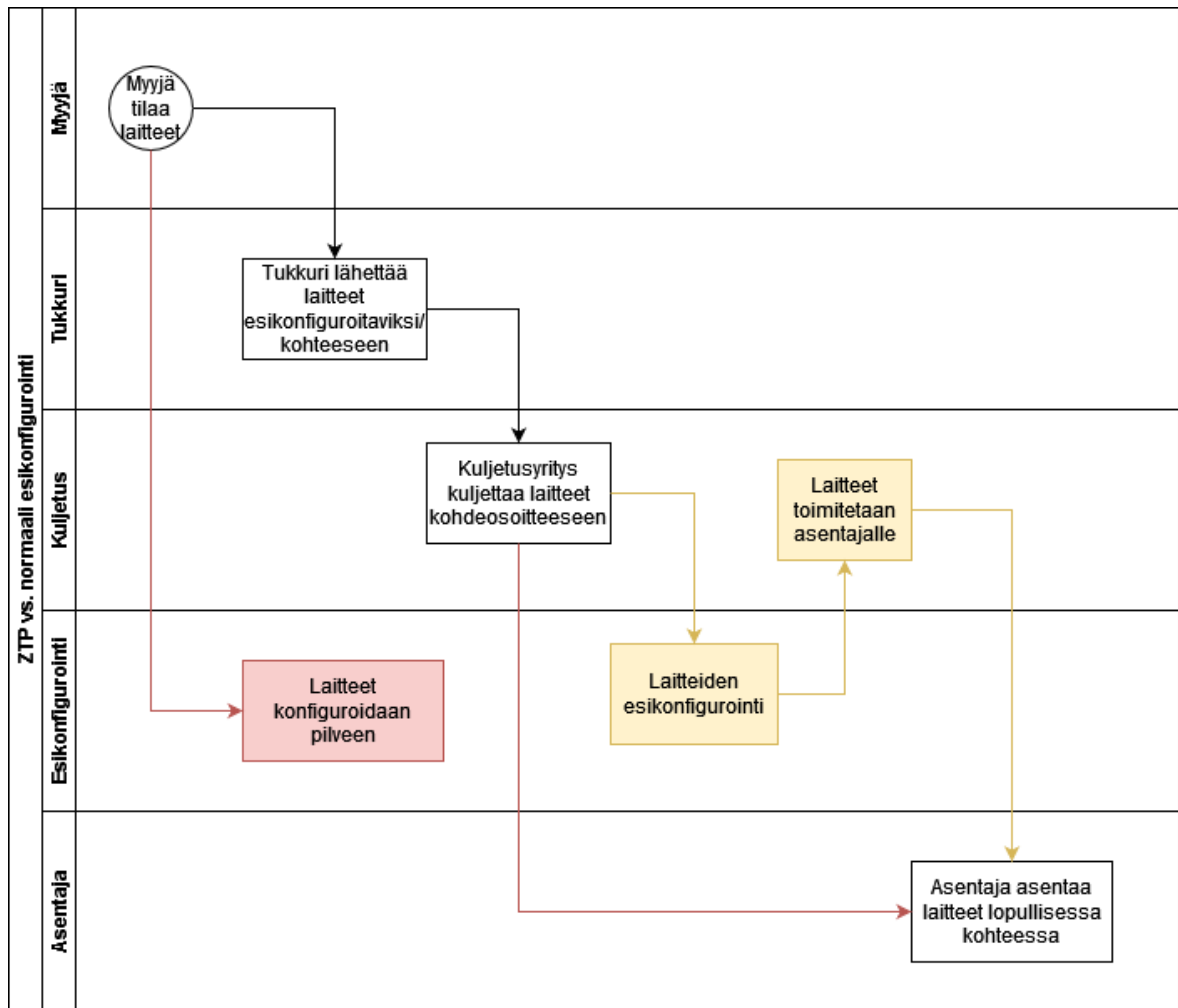 ZTP vs. normaali esikonfigurointi
Myyjä
Myyjä
tilaa
laitteet
Tukkuri
Tukkuri lähettää
laitteet
esikonfiguroitaviksi/
kohteeseen
Kuljetus
Kuljetusyritys
kuljettaa laitteet
kohdeosoitteeseen
Laitteet
toimitetaan
asentajalle
Esikonfigurointi
Laitteet
konfiguroidaan
pilveen
Laitteiden
esikonfigurointi
Asentaja
Asentaja asentaa
laitteet lopullisessa
kohteessa